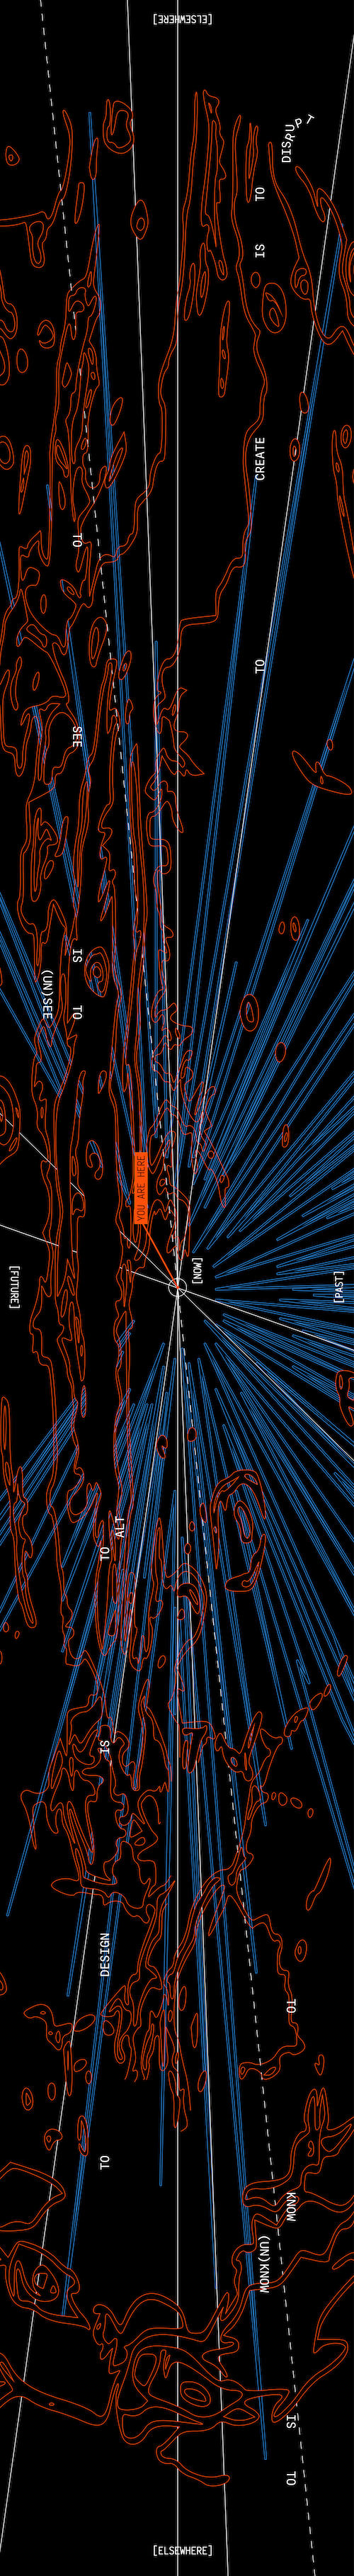 [ELSEWHERE]
TO CREATE IS TO DISRUPT
TO SEE IS TO (UN)SEE
YOU ARE HERE
[NOW]
[FUTURE]
[PAST]
TO DESIGN IS TO ALT
TO KNOW IS TO (UN)KNOW
[ELSEWHERE]